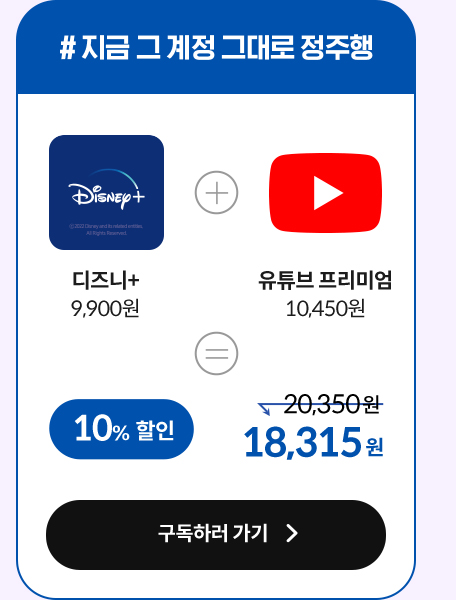 # 지금 그 계정 그대로 정주행
Disney+
©2022 Disney and its related entities.
All Rights Reserved.
디즈니+
9,900원
유튜브 프리미엄
10,450원
20,350원
10% 할인
18,315원
구독하러 가기